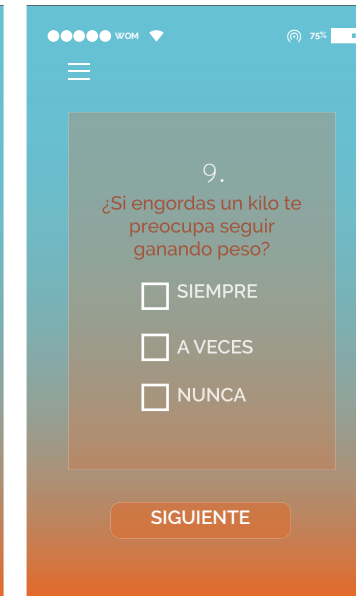 WOM 75%
9.
¿Si engordas un kilo te
preocupa seguir
ganando peso?
SIEMPRE
A VECES
NUNCA
SIGUIENTE